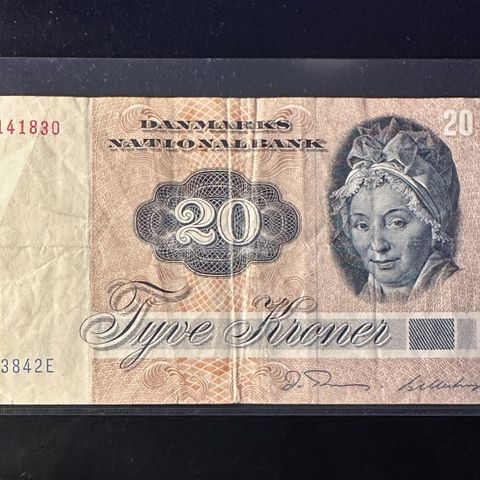 141830
DANMARKS
NATIONALBANK
20
20
Tyve Kroner
3842E